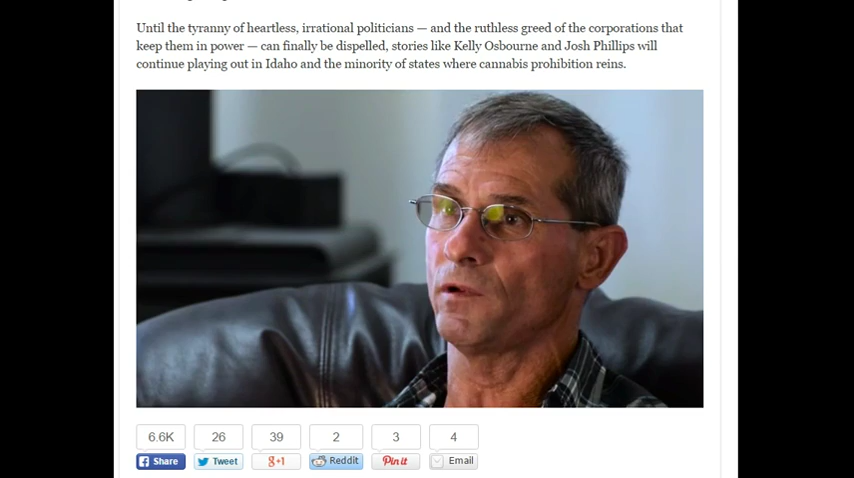 Until the tyranny of heartless, irrational politicians — and the ruthless greed of the corporations that
keep them in power — can finally be dispelled, stories like Kelly Osbourne and Josh Phillips will
continue playing out in Idaho and the minority of states where cannabis prohibition reins.
6.6K 26 39 2 3 4
Share Tweet g+1 Reddit Pin it Email